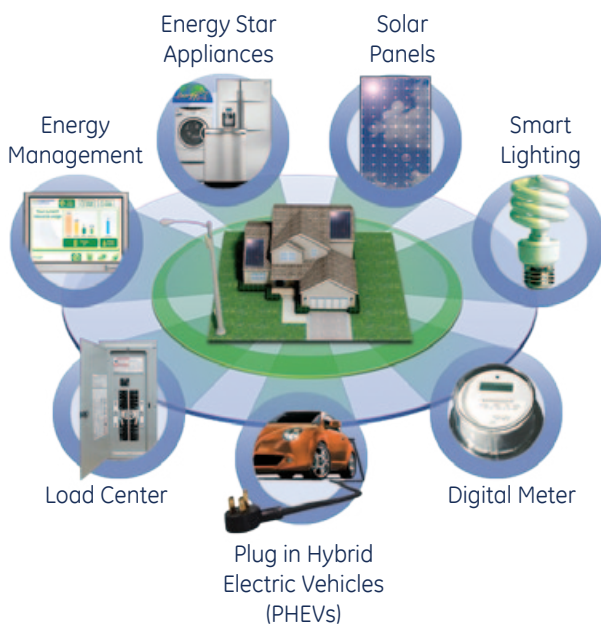 Energy Star
Appliances
Solar
Panels
Energy
Management
Smart
Lighting
Load Center
Digital Meter
Plug in Hybrid
Electric Vehicles
(PHEVs)